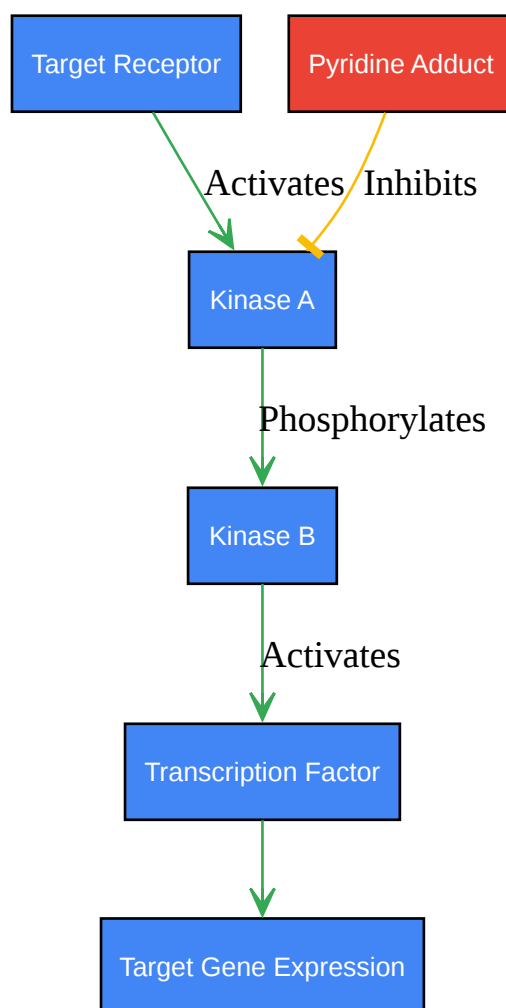 Target Receptor
Pyridine Adduct
Activates
Inhibits
Kinase A
Phosphorylates
Kinase B
Activates
Transcription Factor
Target Gene Expression